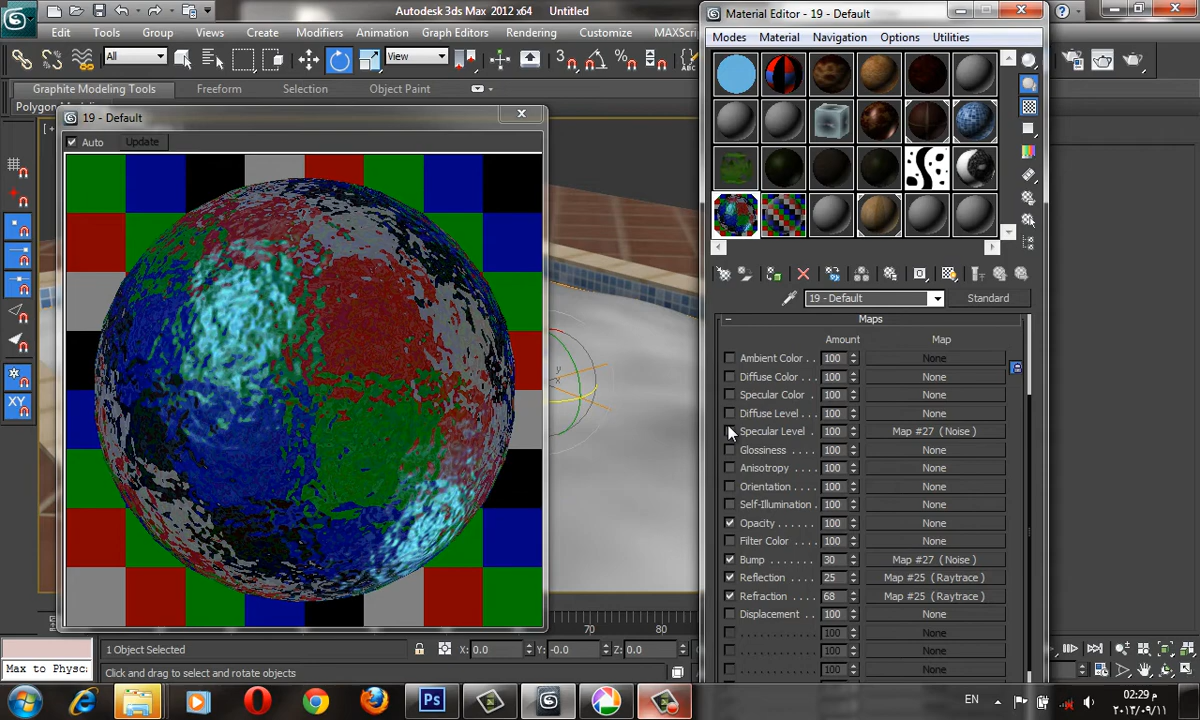 Autodesk 3ds Max 2012 x64 Untitled
Edit Tools Group Views Create Modifiers Animation Graph Editors Rendering Customize MAXScri
All
View
Graphite Modeling Tools Freeform Selection Object Paint
Polygon Modeling
19 - Default
Auto Update
Material Editor - 19 - Default
Modes Material Navigation Options Utilities
19 - Default Standard
Maps
Amount Map
Ambient Color . . 100 None
Diffuse Color . . . 100 None
Specular Color . . 100 None
Diffuse Level . . . 100 None
Specular Level . 100 Map #27 ( Noise )
Glossiness . . . . 100 None
Anisotropy . . . . 100 None
Orientation . . . . 100 None
Self-Illumination . 100 None
Opacity . . . . . . 100 None
Filter Color . . . . 100 None
Bump . . . . . . . 30 Map #27 ( Noise )
Reflection . . . . 25 Map #25 ( Raytrace )
Refraction . . . . 68 Map #25 ( Raytrace )
Displacement . . 100 None
70 80
1 Object Selected X: 0.0 Y: -0.0 Z: 0.0
Max to Physc: Click and drag to select and rotate objects
XY
x
y
Ps
EN
02:29 م
٢٠١٣/٠٩/١١